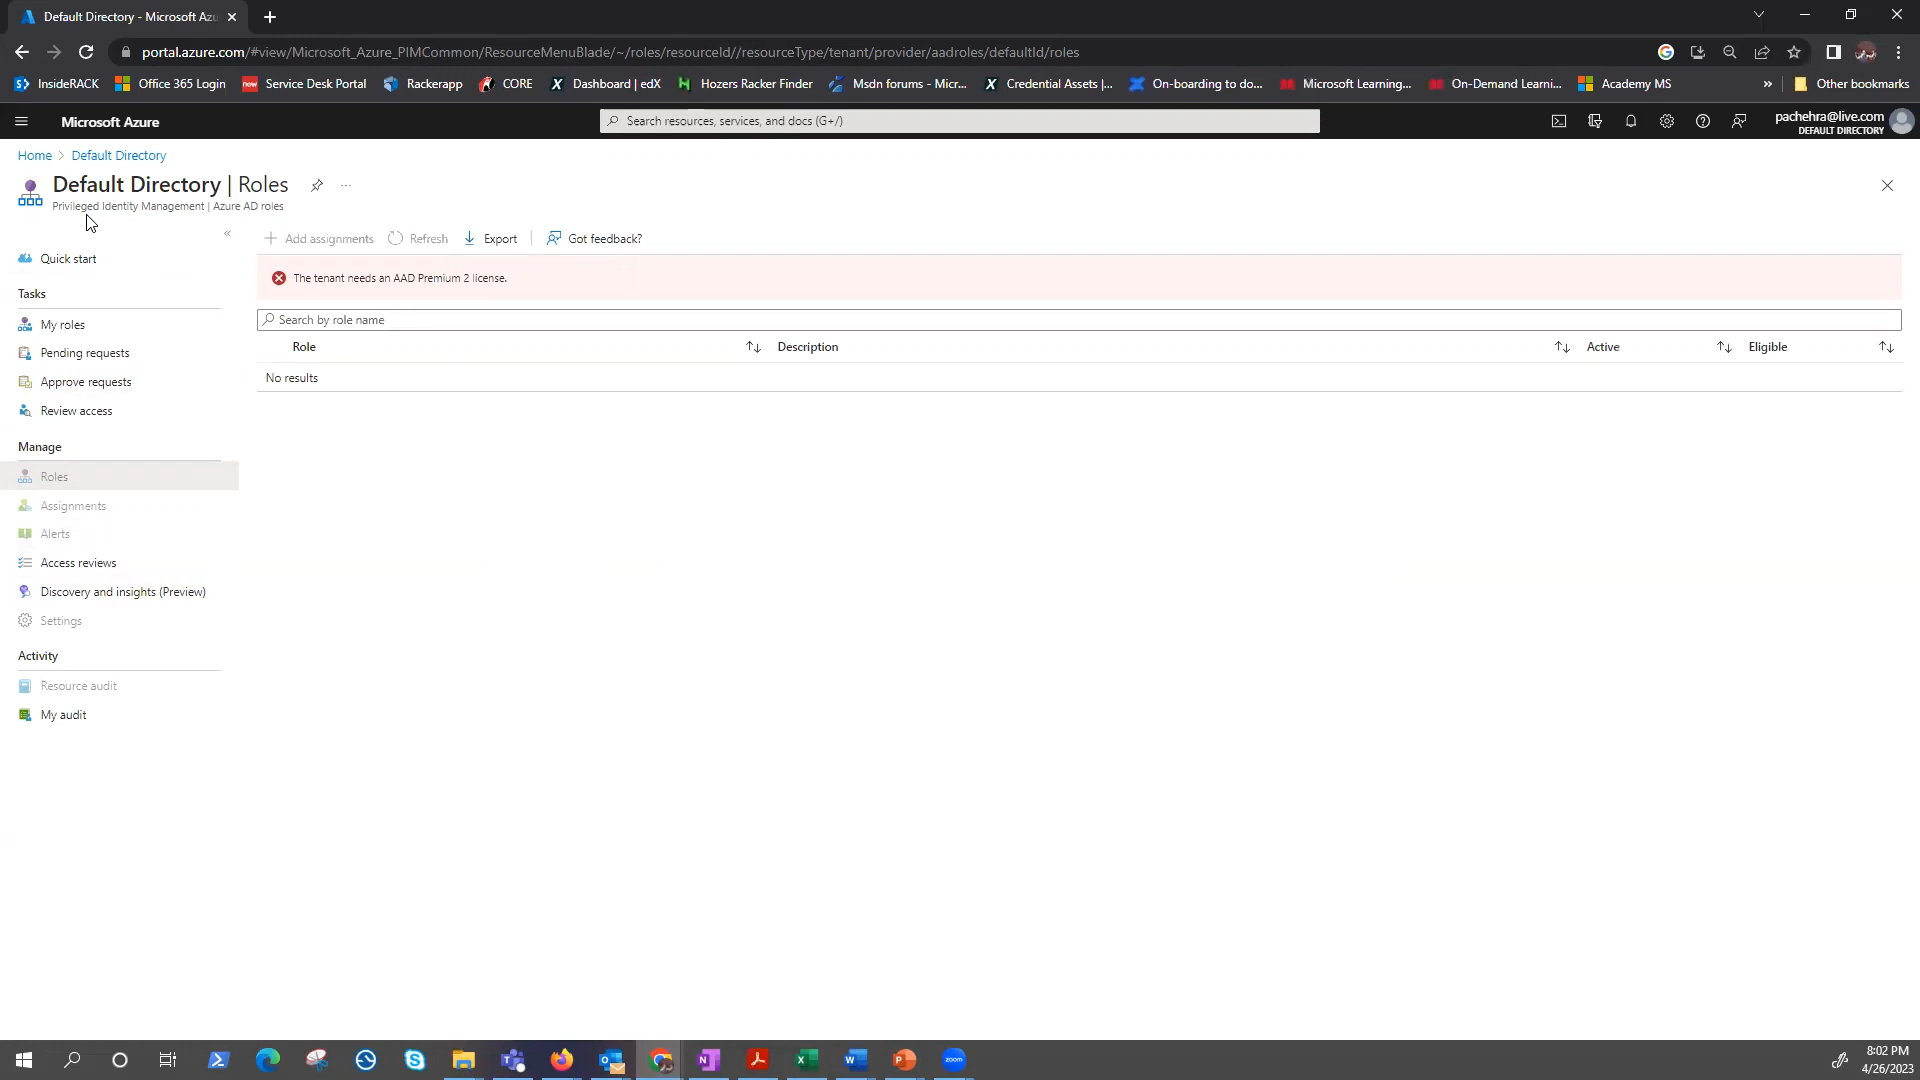 Default Directory - Microsoft Azu
portal.azure.com/#view/Microsoft_Azure_PIMCommon/ResourceMenuBlade/~/roles/resourceId//resourceType/tenant/provider/aadroles/defaultId/roles
InsideRACK Office 365 Login Service Desk Portal Rackerapp CORE Dashboard | edX Hozers Racker Finder Msdn forums - Micr... Credential Assets |... On-boarding to do... Microsoft Learning... On-Demand Learni... Academy MS » Other bookmarks
Microsoft Azure
Search resources, services, and docs (G+/)
pachehra@live.com
DEFAULT DIRECTORY
Home > Default Directory
Default Directory | Roles ...
Privileged Identity Management | Azure AD roles
«
Quick start
Tasks
My roles
Pending requests
Approve requests
Review access
Manage
Roles
Assignments
Alerts
Access reviews
Discovery and insights (Preview)
Settings
Activity
Resource audit
My audit
Add assignments Refresh Export Got feedback?
The tenant needs an AAD Premium 2 license.
Search by role name
Role Description Active Eligible
No results
zoom
8:02 PM
4/26/2023